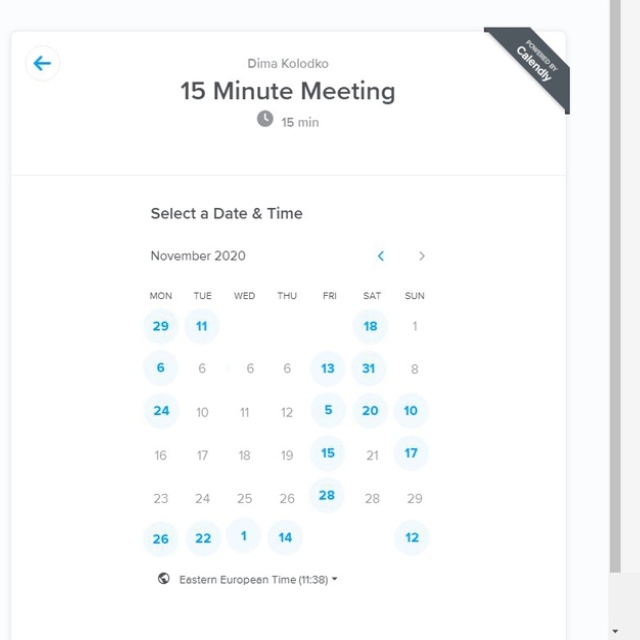 POWERED BY
Calendly
Dima Kolodko
15 Minute Meeting
15 min
Select a Date & Time
November 2020
MON TUE WED THU FRI SAT SUN
29 11 18 1
6 6 6 6 13 31 8
24 10 11 12 5 20 10
16 17 18 19 15 21 17
23 24 25 26 28 28 29
26 22 1 14 12
Eastern European Time (11:38)